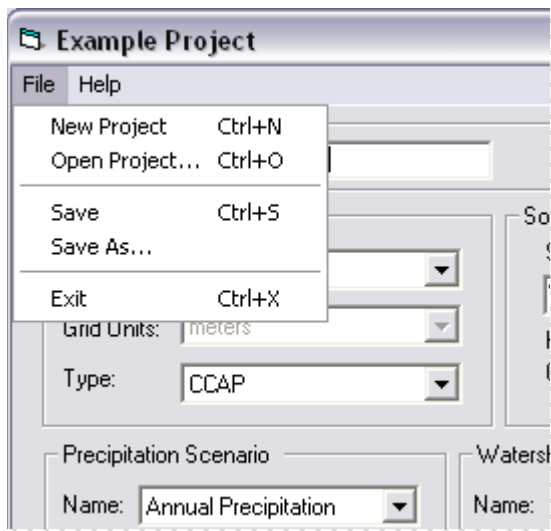 Example Project
File Help
New Project Ctrl+N
Open Project... Ctrl+O
Save Ctrl+S
Save As...
Exit Ctrl+X
Grid Units: meters
Type: CCAP
Precipitation Scenario
Name: Annual Precipitation
Name: